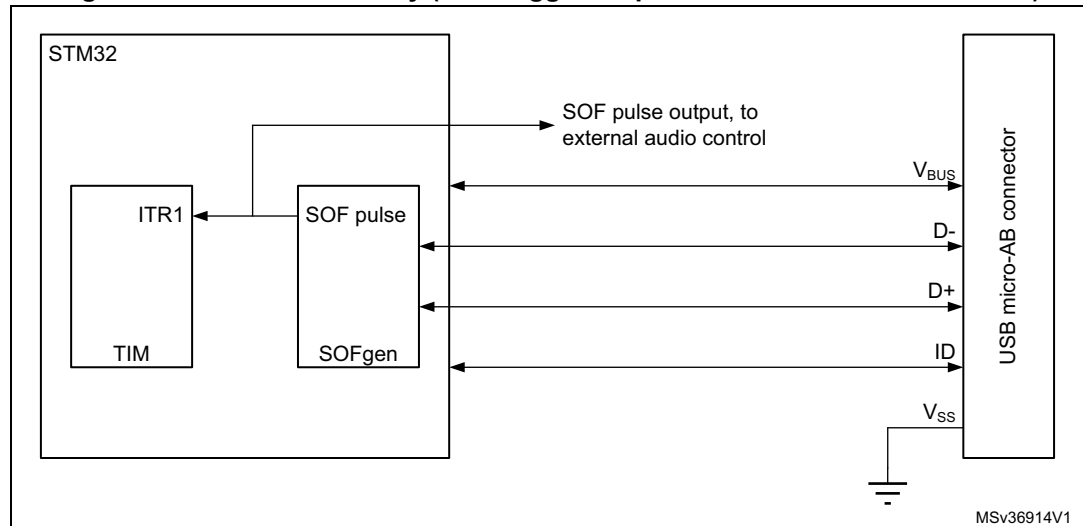 STM32
SOF pulse output, to
external audio control
VBUS
ITR1
SOF pulse
D-
D+
TIM
SOFgen
ID
VSS
USB micro-AB connector
MSv36914V1